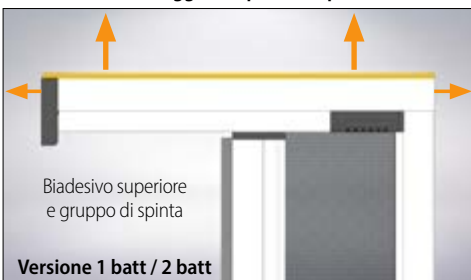 Biadesivo superiore
e gruppo di spinta
Versione 1 batt / 2 batt